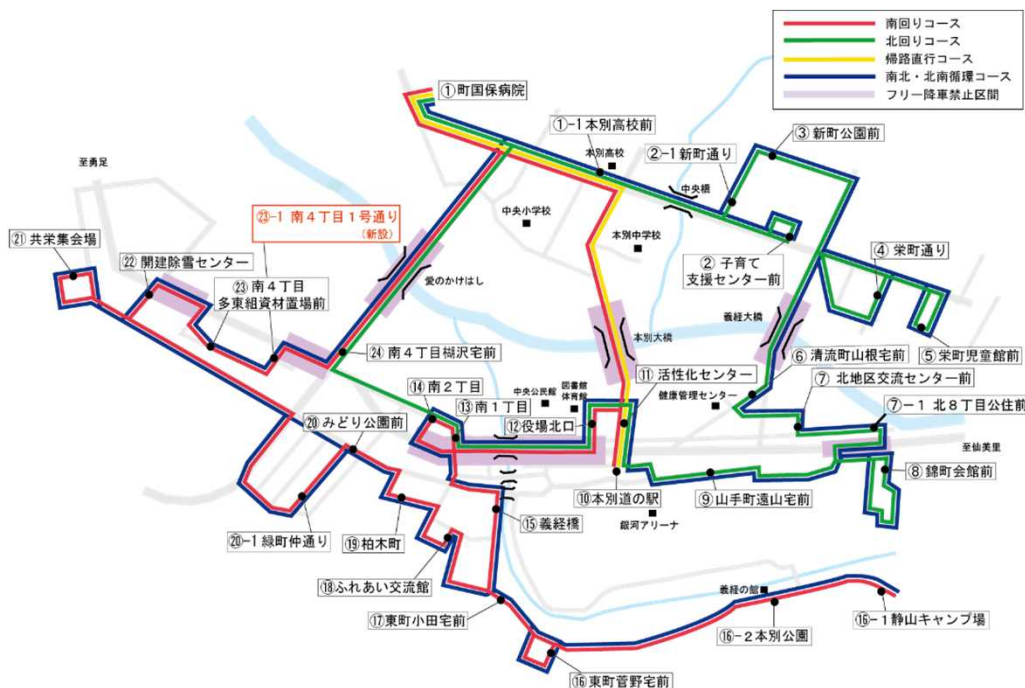 南回りコース
北回りコース
帰路直行コース
南北・北南循環コース
フリー降車禁止区間
①町国保病院
①-1本別高校前
本別高校
②-1新町通り
③新町公園前
中央橋
至勇足
中央小学校
本別中学校
②子育て
支援センター前
④栄町通り
㉓-1 南4丁目1号通り
(新設)
㉑共栄集会場
㉒開建除雪センター
㉓南4丁目
多東組資材置場前
愛のかけはし
本別大橋
義経大橋
⑤栄町児童館前
⑥清流町山根宅前
㉔南4丁目樾沢宅前
⑪活性化センター
⑦北地区交流センター前
⑭南2丁目
中央公民館
図書館
体育館
健康管理センター
⑦-1 北8丁目公住前
⑬南1丁目
⑫役場北口
⑳みどり公園前
至仙美里
⑧錦町会館前
⑩本別道の駅
⑨山手町遠山宅前
⑳-1緑町仲通り
⑲柏木町
⑮義経橋
銀河アリーナ
⑱ふれあい交流館
義経の館
⑰東町小田宅前
⑯-2本別公園
⑯-1静山キャンプ場
⑯東町菅野宅前